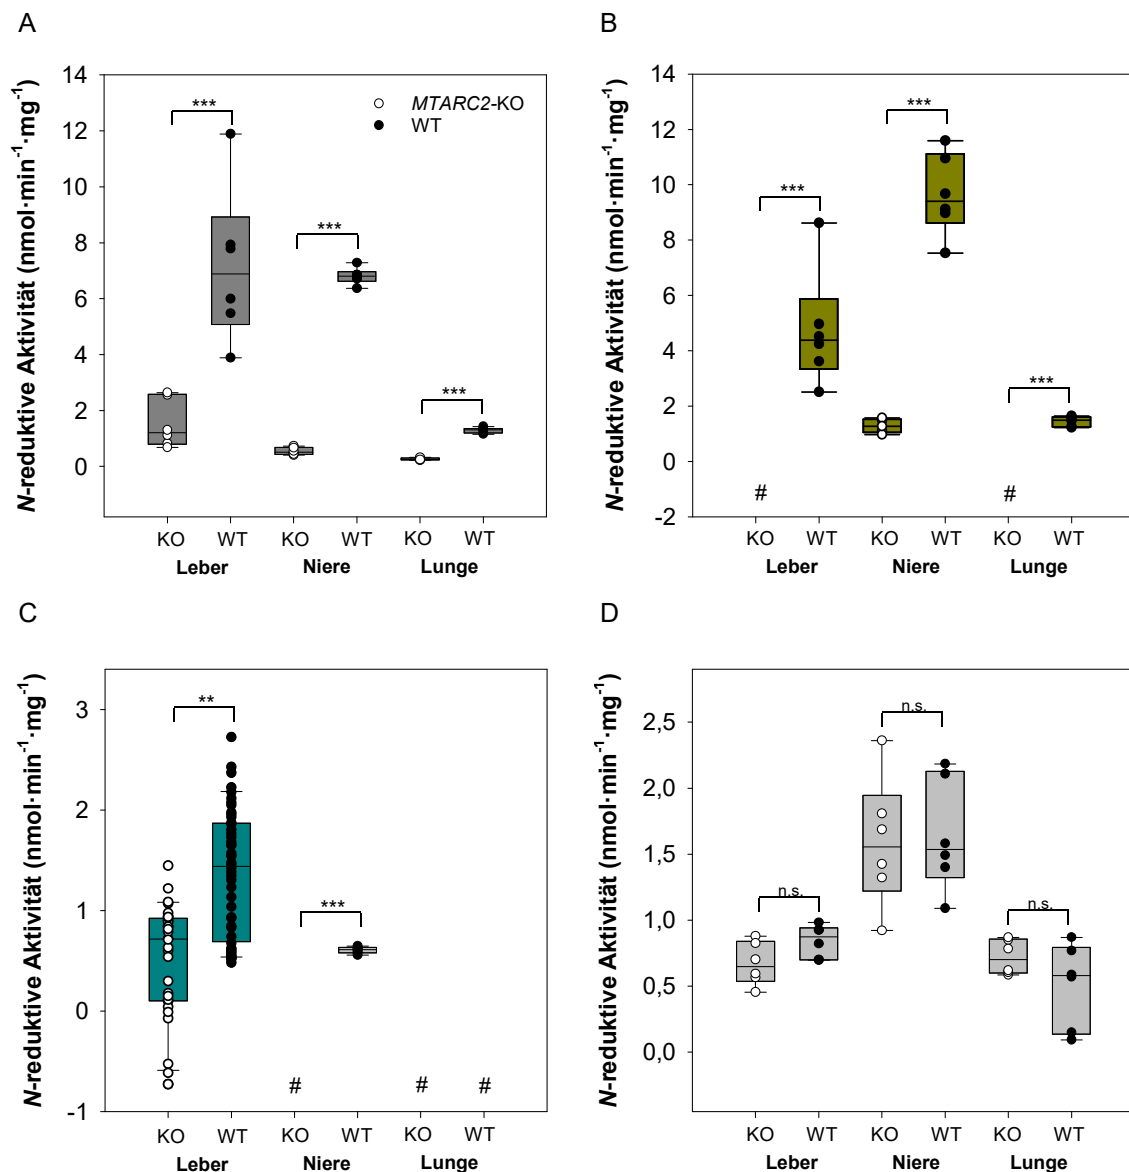 A
N-reduktive Aktivität (nmol·min⁻¹·mg⁻¹)
14
12
10
8
6
4
2
0
***
***
***
MTARC2-KO
WT
KO WT KO WT KO WT
Leber Niere Lunge
B
N-reduktive Aktivität (nmol·min⁻¹·mg⁻¹)
14
12
10
8
6
4
2
0
-2
***
***
***
# #
KO WT KO WT KO WT
Leber Niere Lunge
C
N-reduktive Aktivität (nmol·min⁻¹·mg⁻¹)
3
2
1
0
-1
**
***
# # #
KO WT KO WT KO WT
Leber Niere Lunge
D
N-reduktive Aktivität (nmol·min⁻¹·mg⁻¹)
2,5
2,0
1,5
1,0
0,5
0,0
n.s.
n.s.
n.s.
KO WT KO WT KO WT
Leber Niere Lunge